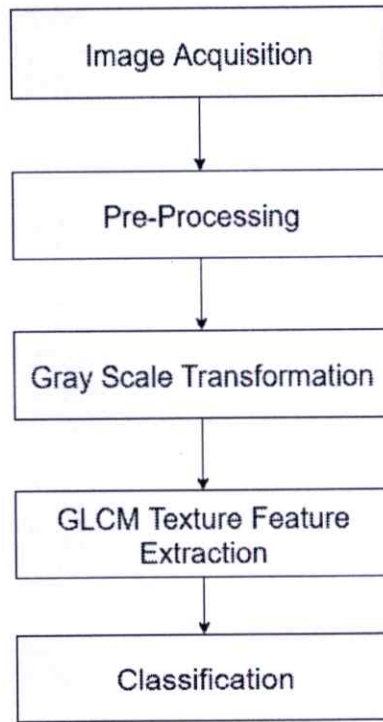 Image Acquisition
Pre-Processing
Gray Scale Transformation
GLCM Texture Feature
Extraction
Classification